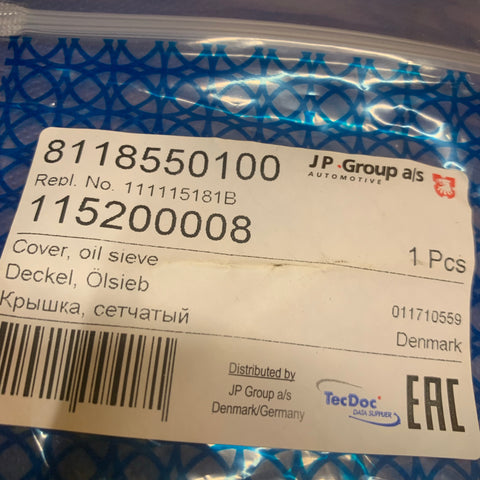 8118550100
JP Group a/s
AUTOMOTIVE
Repl. No. 111115181B
115200008
1 Pcs
Cover, oil sieve
Deckel, Ölsieb
Крышка, сетчатый
011710559
Denmark
Distributed by
JP Group a/s
Denmark/Germany
TecDoc
DATA SUPPLIER
EAC